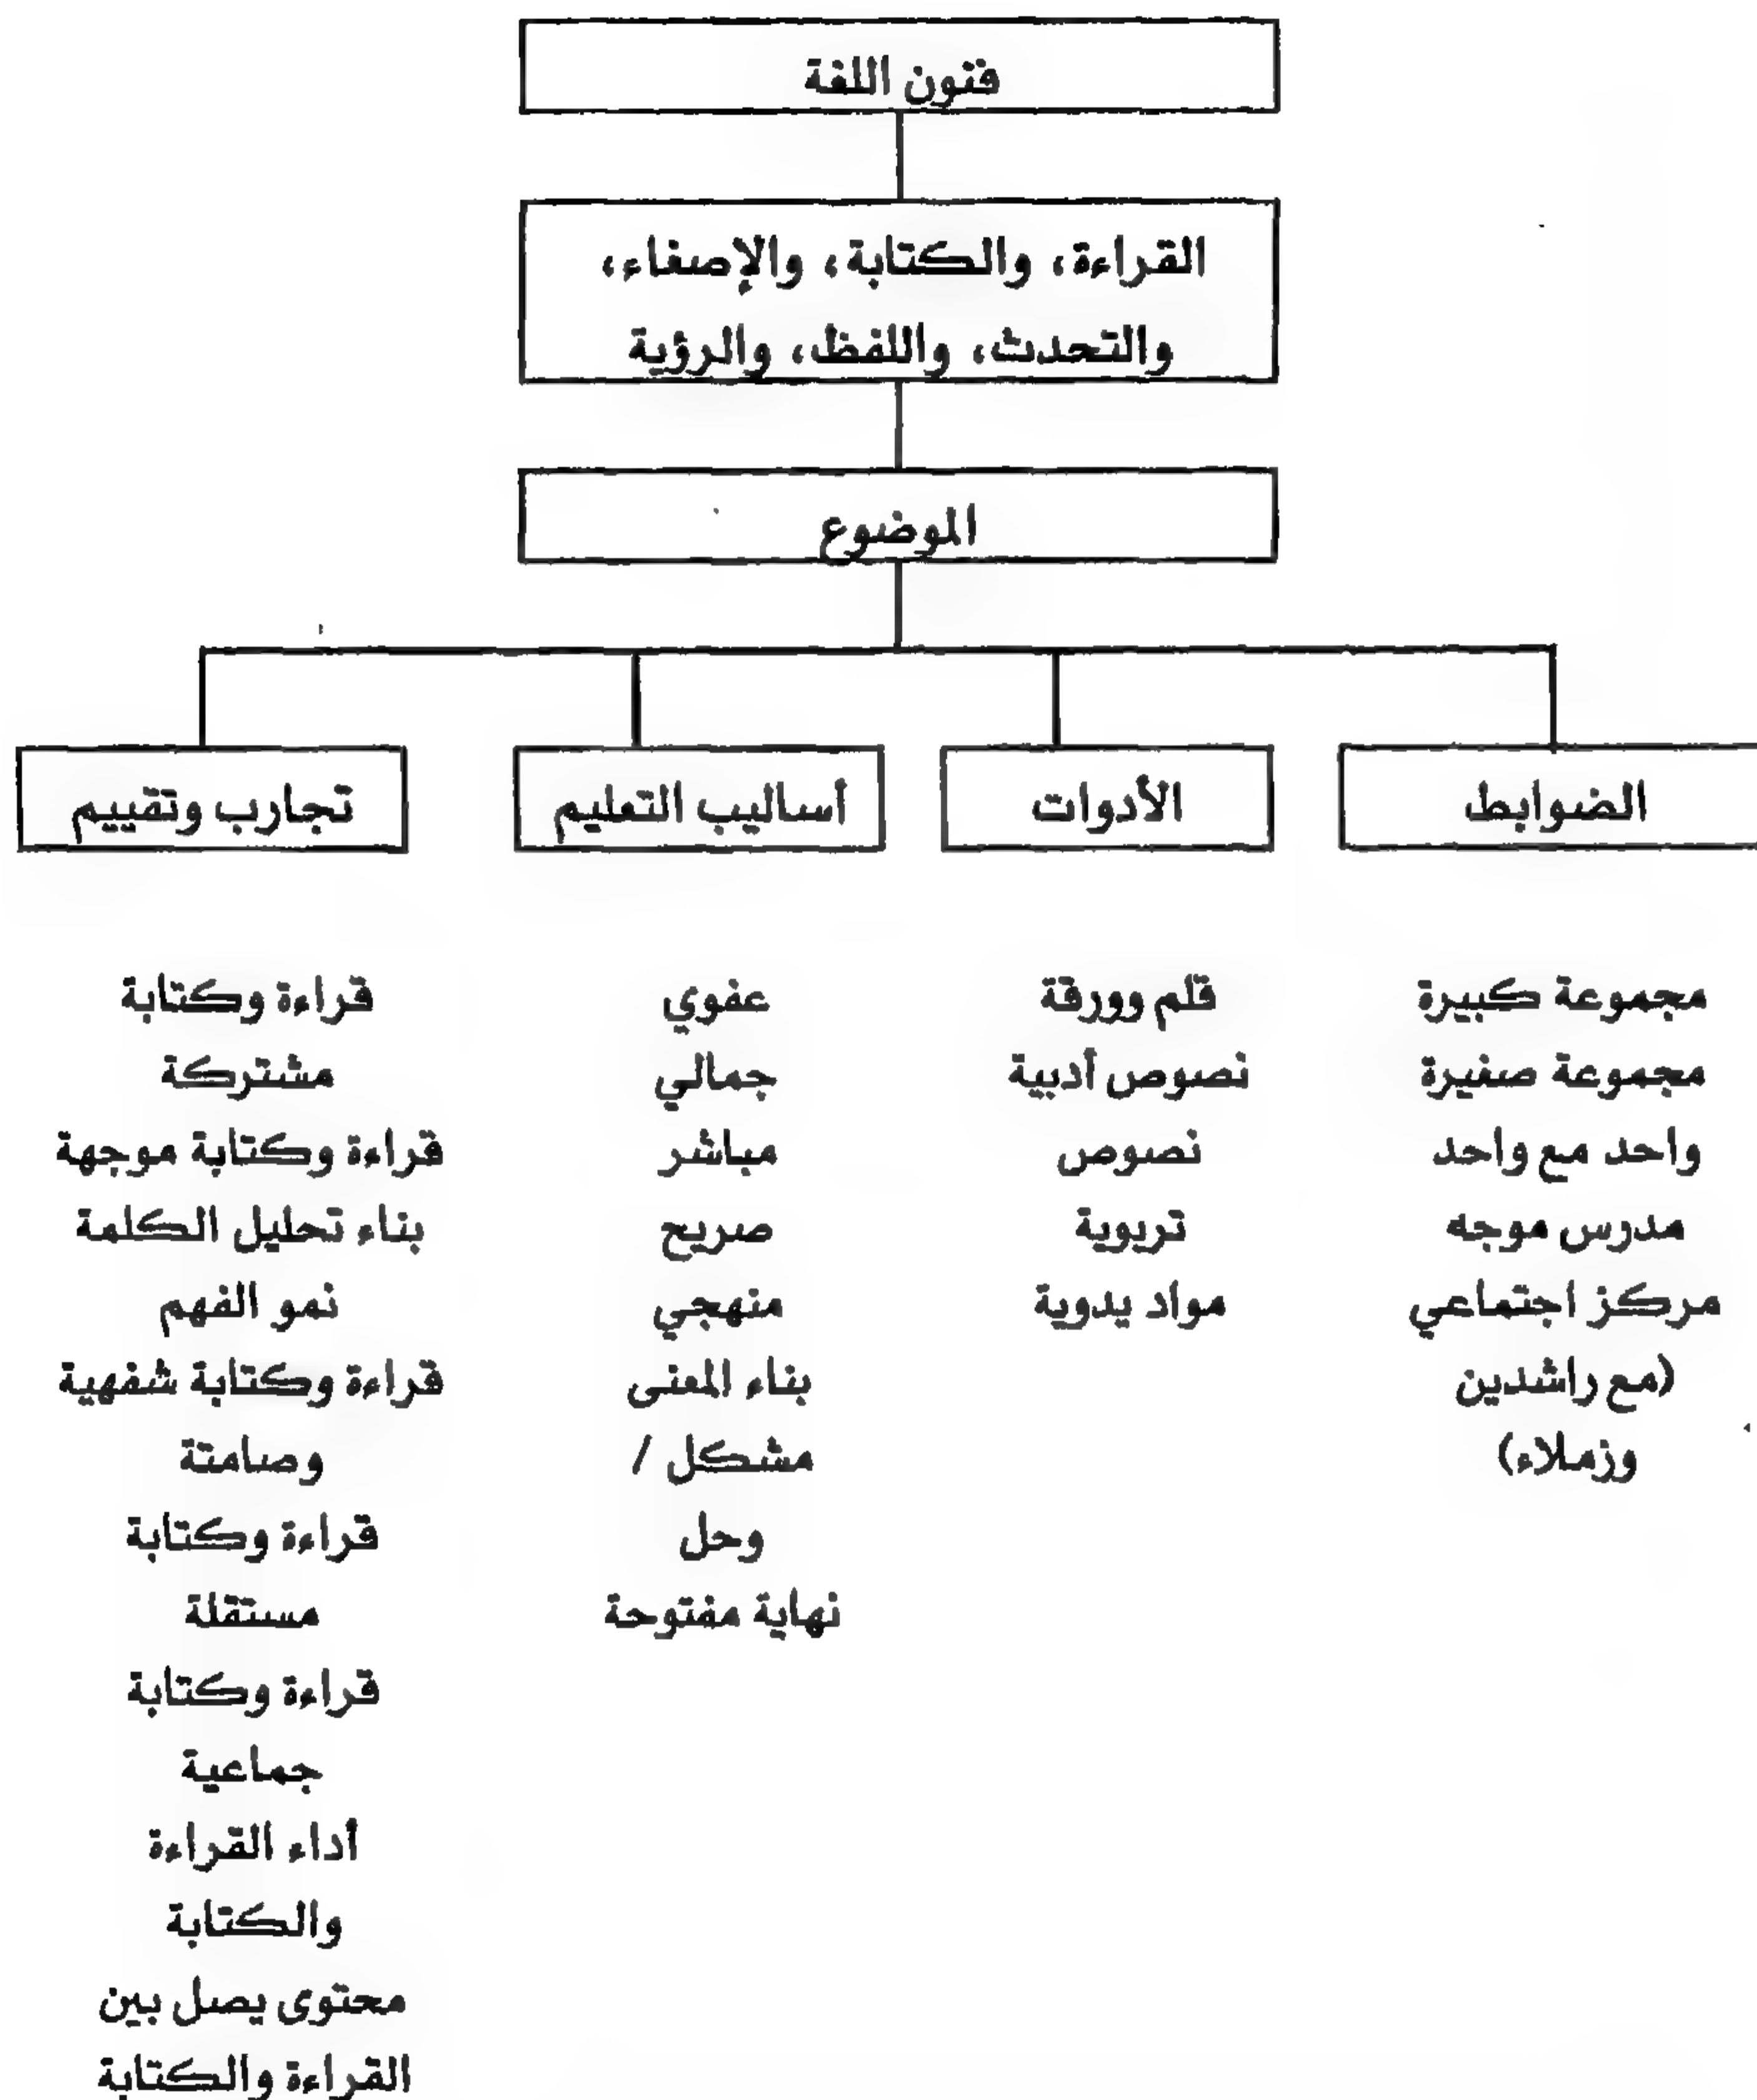 فنون اللغة
القراءة، والكتابة، والإصغاء،
والتحدث، واللفظ، والرؤية
الموضوع
الضوابط
مجموعة كبيرة
مجموعة صغيرة
واحد مع واحد
مدرس موجه
مركز اجتماعي
(مع راشدين
وزملاء)
الأدوات
قلم وورقة
نصوص أدبية
نصوص
تربوية
مواد يدوية
أساليب التعليم
عفوي
جمالي
مباشر
صريح
منهجي
بناء المعنى
مشكل /
وحل
نهاية مفتوحة
تجارب وتقييم
قراءة وكتابة
مشتركة
قراءة وكتابة موجهة
بناء تحليل الكلمة
نمو الفهم
قراءة وكتابة شفهية
وصامتة
قراءة وكتابة
مستقلة
قراءة وكتابة
جماعية
أداء القراءة
والكتابة
محتوى يصل بين
القراءة والكتابة